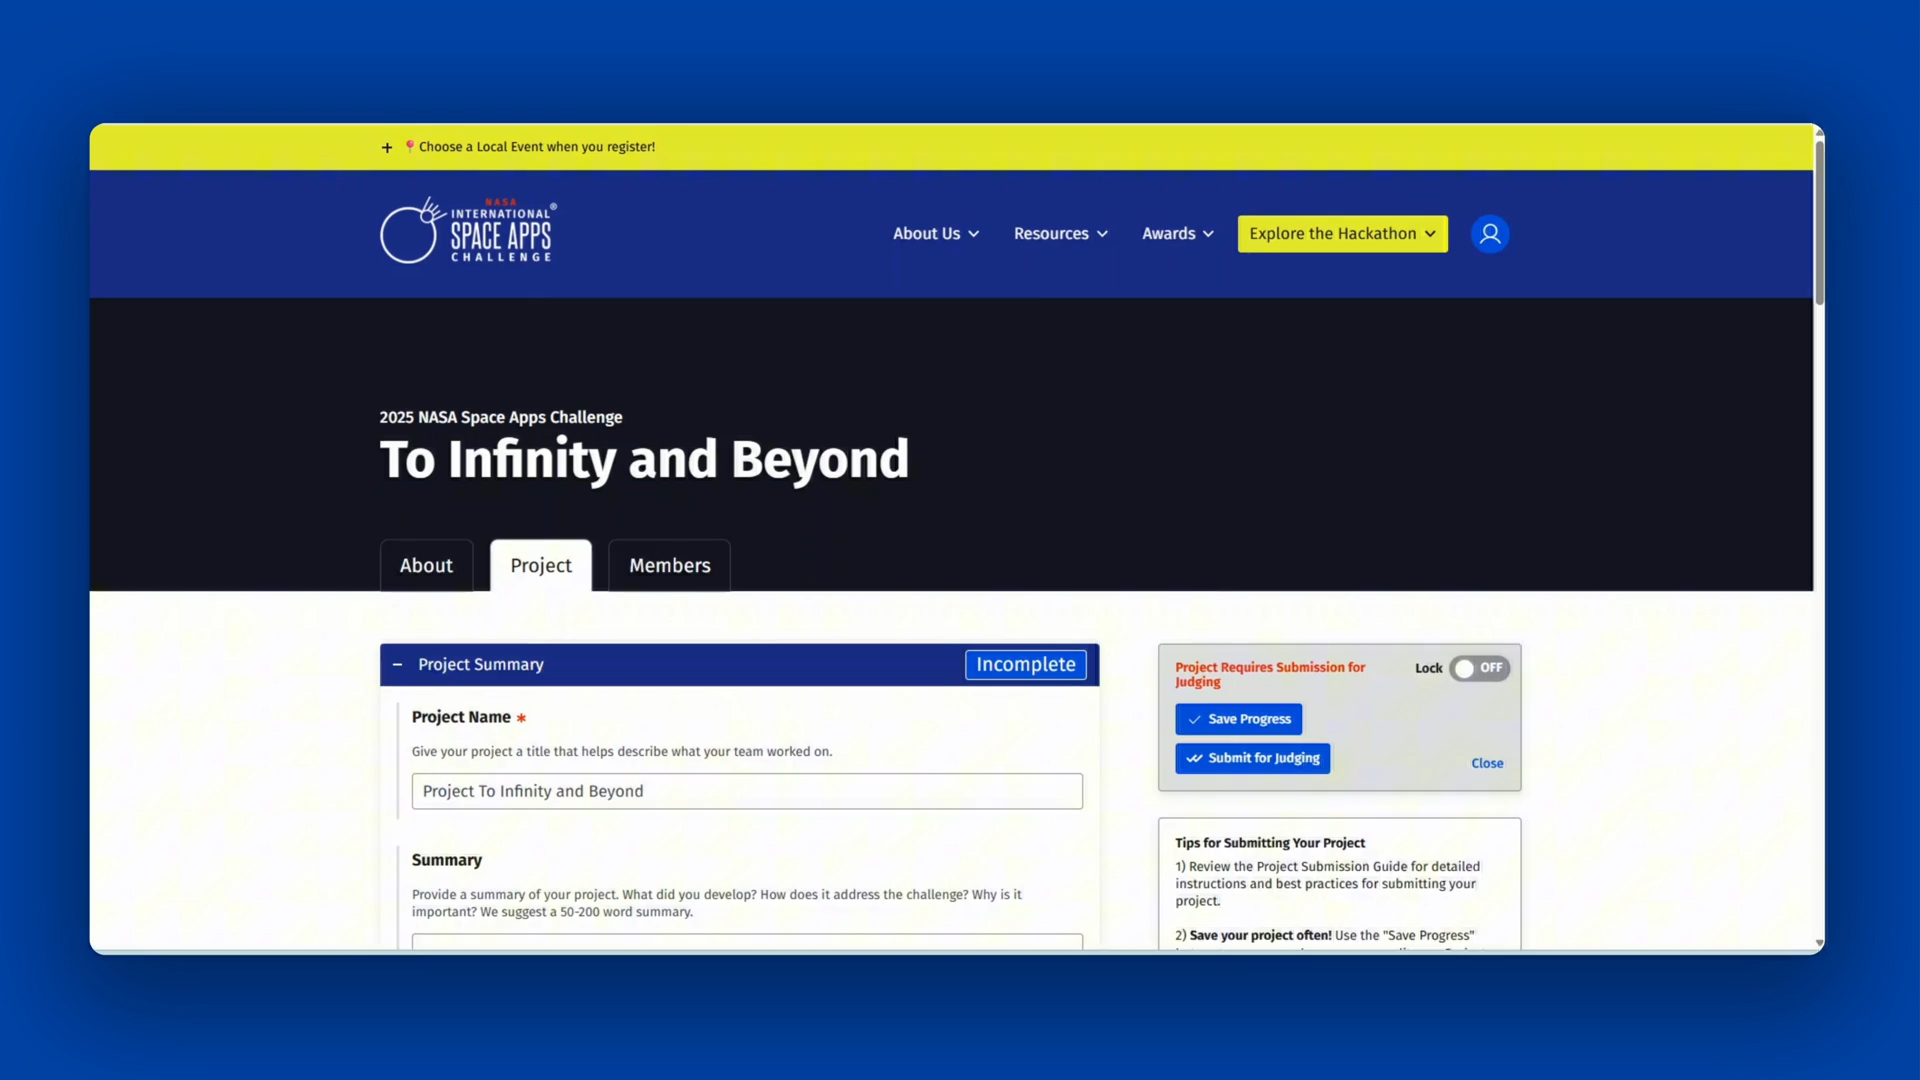 + 📍 Choose a Local Event when you register!
NASA
INTERNATIONAL®
SPACE APPS
CHALLENGE
About Us
Resources
Awards
Explore the Hackathon
2025 NASA Space Apps Challenge
To Infinity and Beyond
About
Project
Members
− Project Summary
Incomplete
Project Name *
Give your project a title that helps describe what your team worked on.
Project To Infinity and Beyond
Summary
Provide a summary of your project. What did you develop? How does it address the challenge? Why is it
important? We suggest a 50-200 word summary.
Project Requires Submission for
Judging
Lock OFF
Save Progress
Submit for Judging
Close
Tips for Submitting Your Project
1) Review the Project Submission Guide for detailed
instructions and best practices for submitting your
project.
2) Save your project often! Use the "Save Progress"